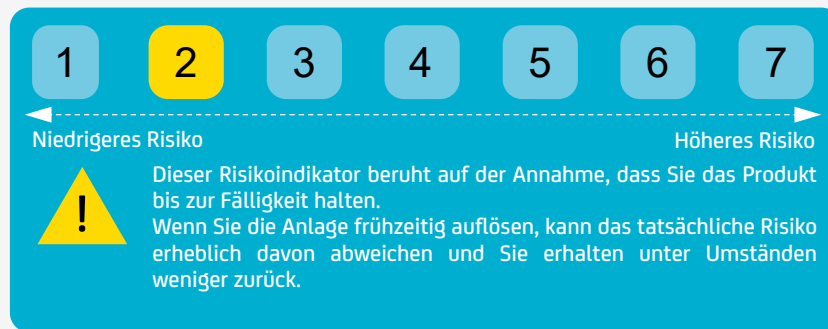 1 2 3 4 5 6 7
Niedrigeres Risiko Höheres Risiko
!
Dieser Risikoindikator beruht auf der Annahme, dass Sie das Produkt
bis zur Fälligkeit halten.
Wenn Sie die Anlage frühzeitig auflösen, kann das tatsächliche Risiko
erheblich davon abweichen und Sie erhalten unter Umständen
weniger zurück.